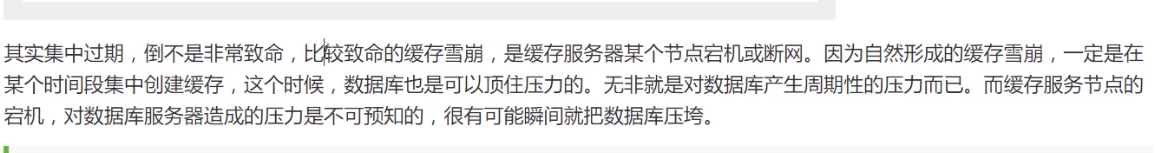 其实集中过期，倒不是非常致命，比较致命的缓存雪崩，是缓存服务器某个节点宕机或断网。因为自然形成的缓存雪崩，一定是在
某个时间段集中创建缓存，这个时候，数据库也是可以顶住压力的。无非就是对数据库产生周期性的压力而已。而缓存服务节点的
宕机，对数据库服务器造成的压力是不可预知的，很有可能瞬间就把数据库压垮。